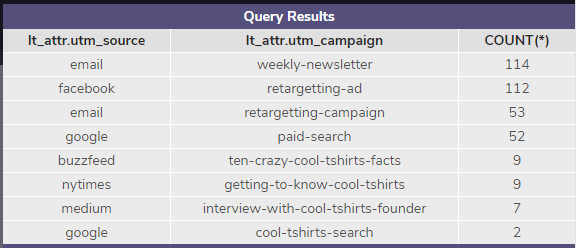 Query Results
lt_attr.utm_source lt_attr.utm_campaign COUNT(*)
email weekly-newsletter 114
facebook retargetting-ad 112
email retargetting-campaign 53
google paid-search 52
buzzfeed ten-crazy-cool-tshirts-facts 9
nytimes getting-to-know-cool-tshirts 9
medium interview-with-cool-tshirts-founder 7
google cool-tshirts-search 2